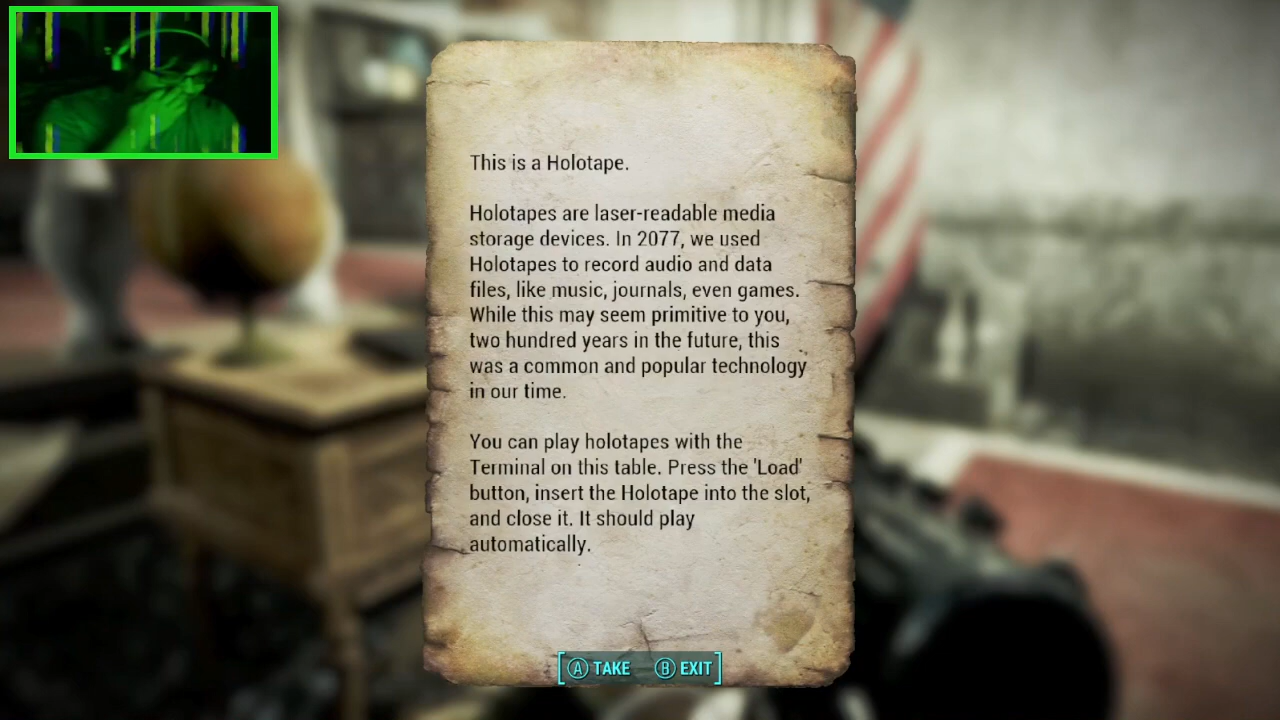 This is a Holotape.
Holotapes are laser-readable media
storage devices. In 2077, we used
Holotapes to record audio and data
files, like music, journals, even games.
While this may seem primitive to you,
two hundred years in the future, this
was a common and popular technology
in our time.
You can play holotapes with the
Terminal on this table. Press the 'Load'
button, insert the Holotape into the slot,
and close it. It should play
automatically.
A TAKE B EXIT